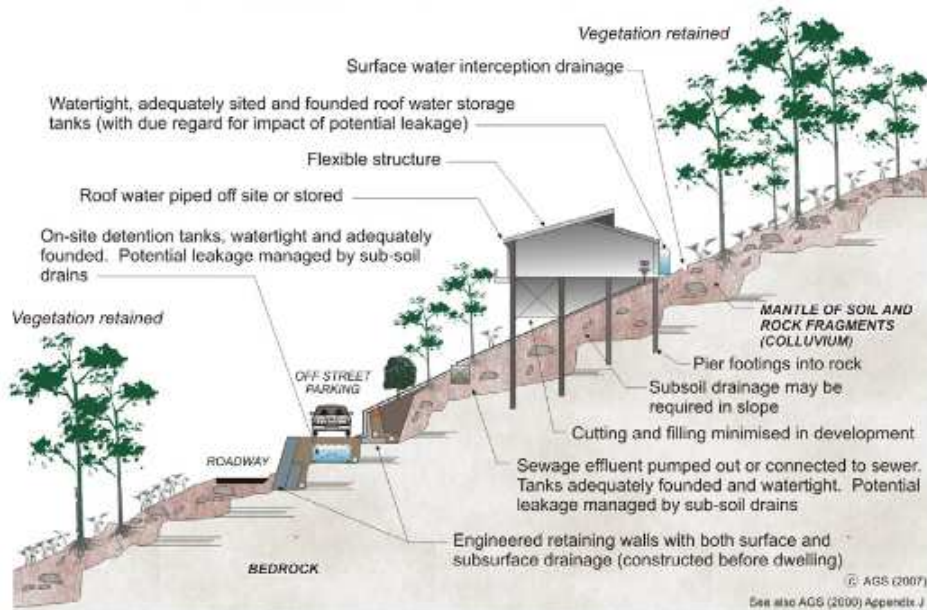 Vegetation retained
Surface water interception drainage
Watertight, adequately sited and founded roof water storage
tanks (with due regard for impact of potential leakage)
Flexible structure
Roof water piped off site or stored
On-site detention tanks, watertight and adequately
founded. Potential leakage managed by sub-soil
drains
Vegetation retained
MANTLE OF SOIL AND
ROCK FRAGMENTS
(COLLUVIUM)
Pier footings into rock
OFF STREET
PARKING
Subsoil drainage may be
required in slope
Cutting and filling minimised in development
ROADWAY
Sewage effluent pumped out or connected to sewer.
Tanks adequately founded and watertight. Potential
leakage managed by sub-soil drains
Engineered retaining walls with both surface and
subsurface drainage (constructed before dwelling)
BEDROCK
© AGS (2007)
See also AGS (2000) Appendix J